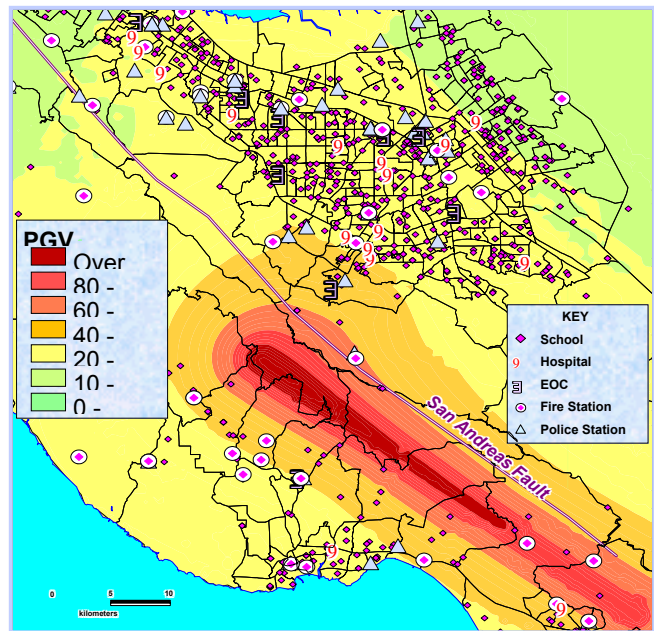 PGV
Over
80 -
60 -
40 -
20 -
10 -
0 -
KEY
School
9 Hospital
EOC
Fire Station
Police Station
San Andreas Fault
0 5 10
kilometers